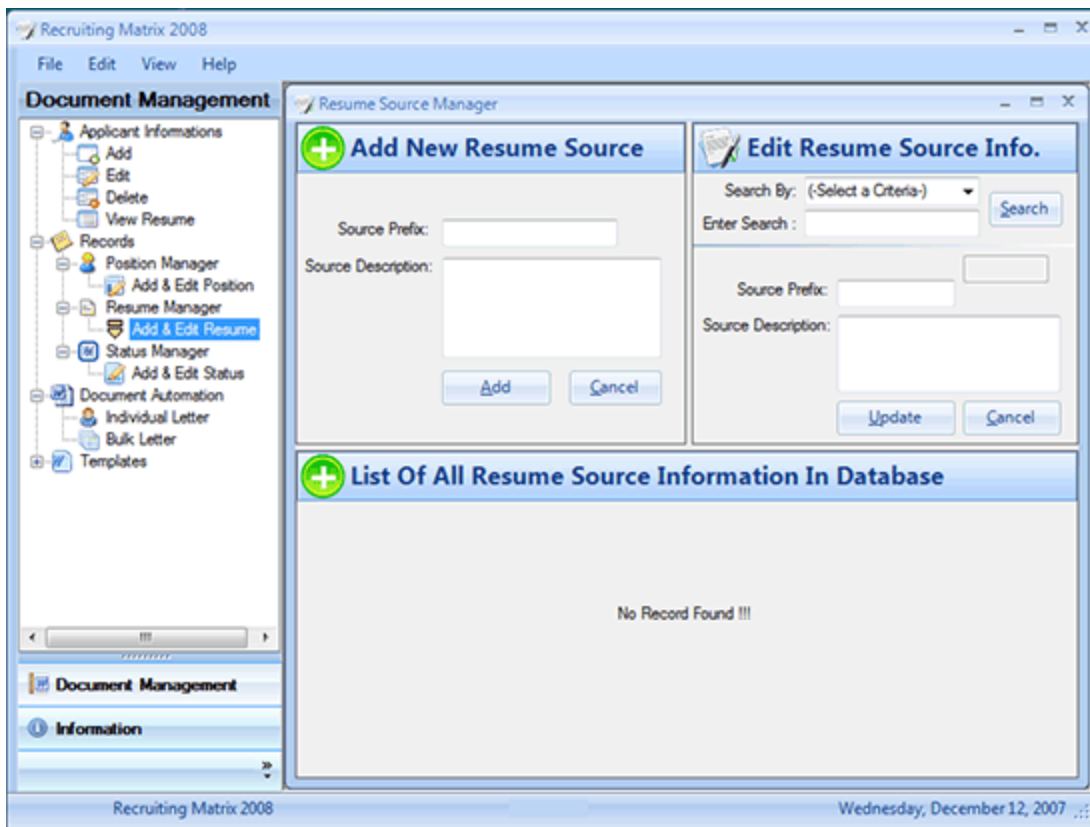 Recruiting Matrix 2008
File Edit View Help
Document Management
Applicant Informations
Add
Edit
Delete
View Resume
Records
Position Manager
Add & Edit Position
Resume Manager
Add & Edit Resume
Status Manager
Add & Edit Status
Document Automation
Individual Letter
Bulk Letter
Templates
Document Management
Information
Resume Source Manager
Add New Resume Source
Source Prefix:
Source Description:
Add Cancel
Edit Resume Source Info.
Search By: (-Select a Criteria-)
Enter Search :
Search
Source Prefix:
Source Description:
Update Cancel
List Of All Resume Source Information In Database
No Record Found !!!
Recruiting Matrix 2008
Wednesday, December 12, 2007